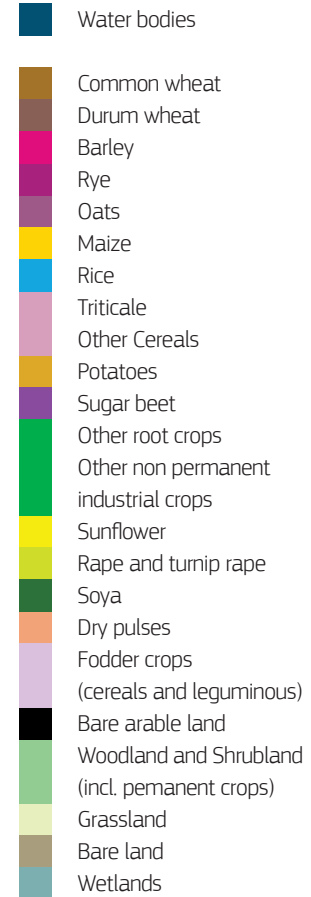 Water bodies
Common wheat
Durum wheat
Barley
Rye
Oats
Maize
Rice
Triticale
Other Cereals
Potatoes
Sugar beet
Other root crops
Other non permanent
industrial crops
Sunflower
Rape and turnip rape
Soya
Dry pulses
Fodder crops
(cereals and leguminous)
Bare arable land
Woodland and Shrubland
(incl. pemanent crops)
Grassland
Bare land
Wetlands